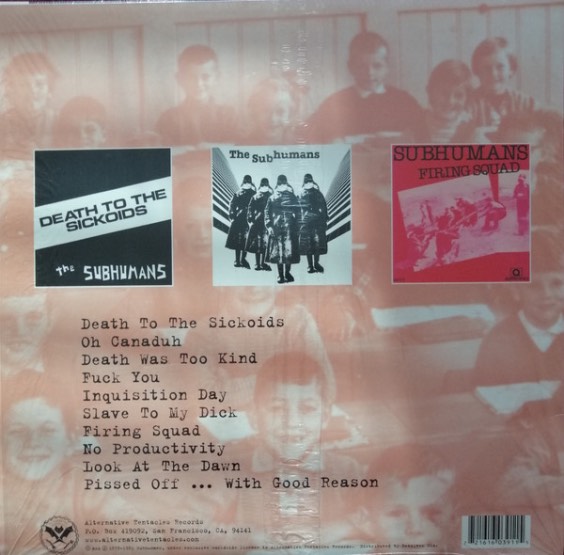 DEATH TO THE
SICKOIDS
the SUBHUMANS
The Subhumans
SUBHUMANS
FIRING SQUAD
Death To The Sickoids
Oh Canaduh
Death Was Too Kind
Fuck You
Inquisition Day
Slave To My Dick
Firing Squad
No Productivity
Look At The Dawn
Pissed Off ... With Good Reason
Alternative Tentacles Records
P.O. Box 419092, San Francisco, CA, 94141
www.alternativetentacles.com